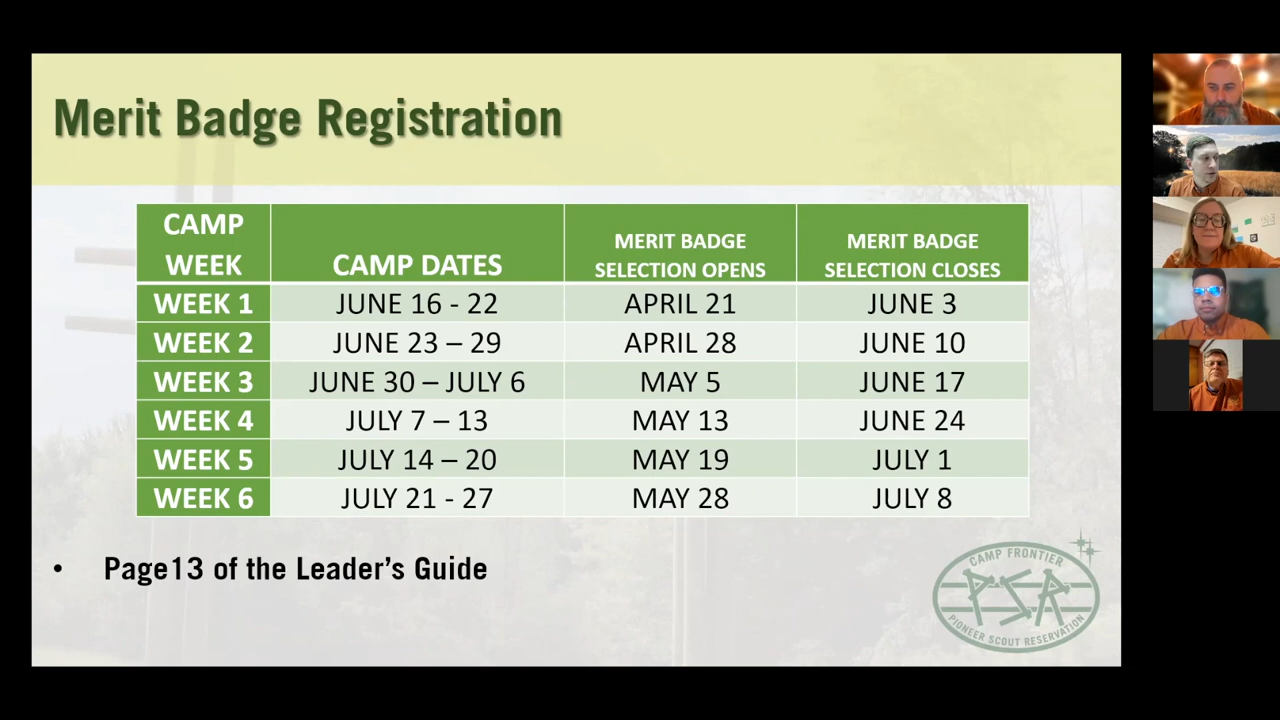 Merit Badge Registration
CAMP WEEK CAMP DATES MERIT BADGE SELECTION OPENS MERIT BADGE SELECTION CLOSES
WEEK 1 JUNE 16 - 22 APRIL 21 JUNE 3
WEEK 2 JUNE 23 – 29 APRIL 28 JUNE 10
WEEK 3 JUNE 30 – JULY 6 MAY 5 JUNE 17
WEEK 4 JULY 7 – 13 MAY 13 JUNE 24
WEEK 5 JULY 14 – 20 MAY 19 JULY 1
WEEK 6 JULY 21 - 27 MAY 28 JULY 8
• Page13 of the Leader's Guide
CAMP FRONTIER
PSR
PIONEER SCOUT RESERVATION